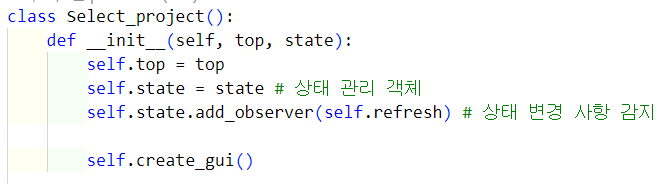 class Select_project():
    def __init__(self, top, state):
        self.top = top
        self.state = state # 상태 관리 객체
        self.state.add_observer(self.refresh) # 상태 변경 사항 감지
        self.create_gui()